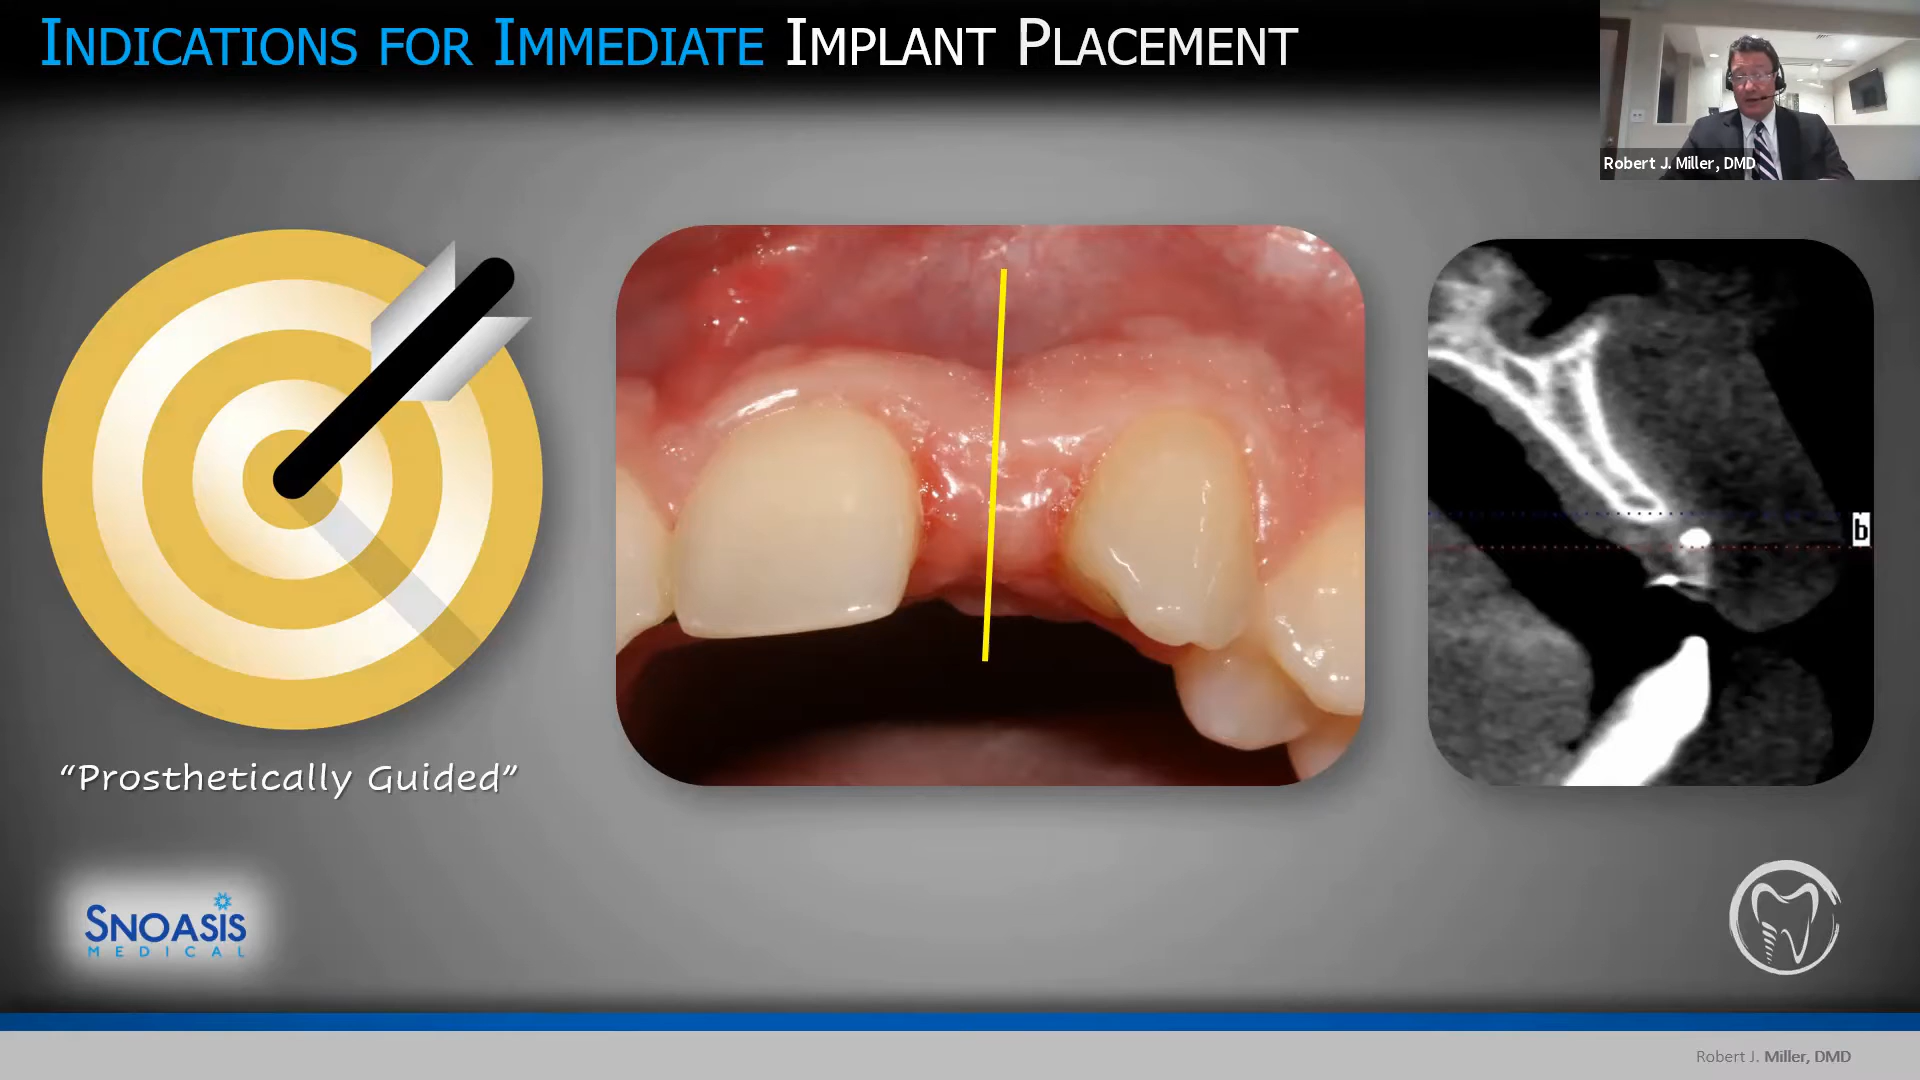 INDICATIONS FOR IMMEDIATE IMPLANT PLACEMENT
Robert J. Miller, DMD
b
"Prosthetically Guided"
SNOASIS
MEDICAL
Robert J. Miller, DMD